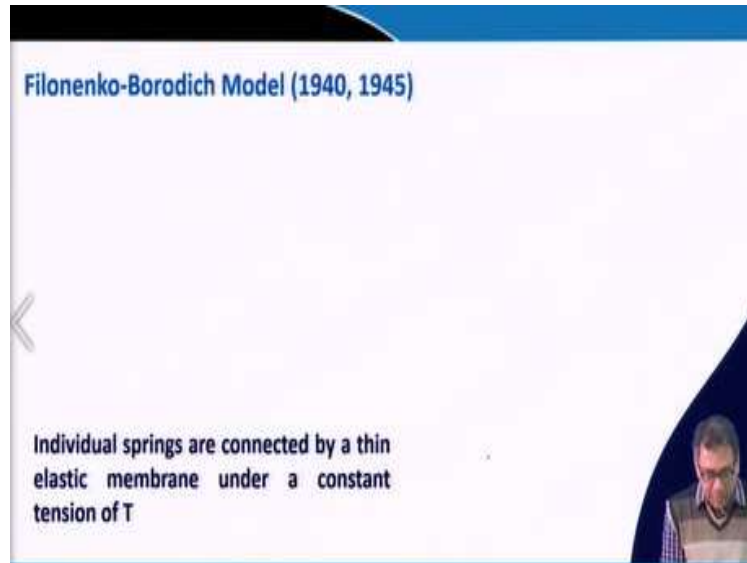 Filonenko-Borodich Model (1940, 1945)
Individual springs are connected by a thin
elastic membrane under a constant
tension of T